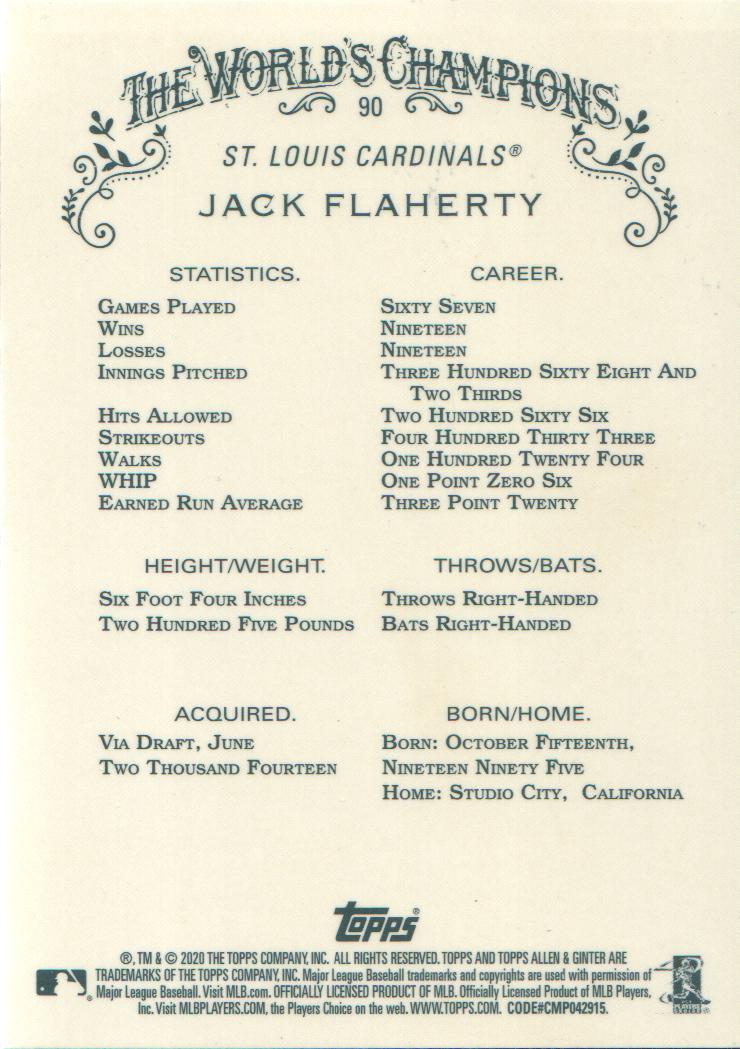 THE WORLD'S CHAMPIONS
90
ST. LOUIS CARDINALS®
JACK FLAHERTY
STATISTICS. CAREER.
GAMES PLAYED SIXTY SEVEN
WINS NINETEEN
LOSSES NINETEEN
INNINGS PITCHED THREE HUNDRED SIXTY EIGHT AND
TWO THIRDS
HITS ALLOWED TWO HUNDRED SIXTY SIX
STRIKEOUTS FOUR HUNDRED THIRTY THREE
WALKS ONE HUNDRED TWENTY FOUR
WHIP ONE POINT ZERO SIX
EARNED RUN AVERAGE THREE POINT TWENTY
HEIGHT/WEIGHT. THROWS/BATS.
SIX FOOT FOUR INCHES THROWS RIGHT-HANDED
TWO HUNDRED FIVE POUNDS BATS RIGHT-HANDED
ACQUIRED. BORN/HOME.
VIA DRAFT, JUNE BORN: OCTOBER FIFTEENTH,
TWO THOUSAND FOURTEEN NINETEEN NINETY FIVE
HOME: STUDIO CITY, CALIFORNIA
Topps®
®, TM & © 2020 THE TOPPS COMPANY, INC. ALL RIGHTS RESERVED. TOPPS AND TOPPS ALLEN & GINTER ARE
TRADEMARKS OF THE TOPPS COMPANY, INC. Major League Baseball trademarks and copyrights are used with permission of
Major League Baseball. Visit MLB.com. OFFICIALLY LICENSED PRODUCT OF MLB. Officially Licensed Product of MLB Players,
Inc. Visit MLBPLAYERS.COM, the Players Choice on the web. WWW.TOPPS.COM. CODE#CMP042915.